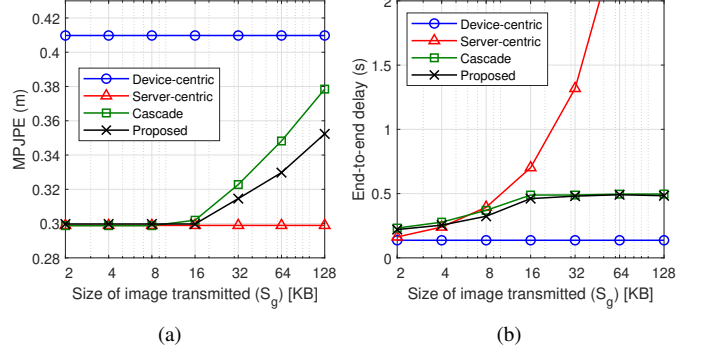 0.42
0.4
0.38
0.36
0.34
0.32
0.3
0.28
MPJPE (m)
Device-centric
Server-centric
Cascade
Proposed
2 4 8 16 32 64 128
Size of image transmitted (S_g) [KB]
(a)
2
1.5
1
0.5
0
End-to-end delay (s)
Device-centric
Server-centric
Cascade
Proposed
2 4 8 16 32 64 128
Size of image transmitted (S_g) [KB]
(b)